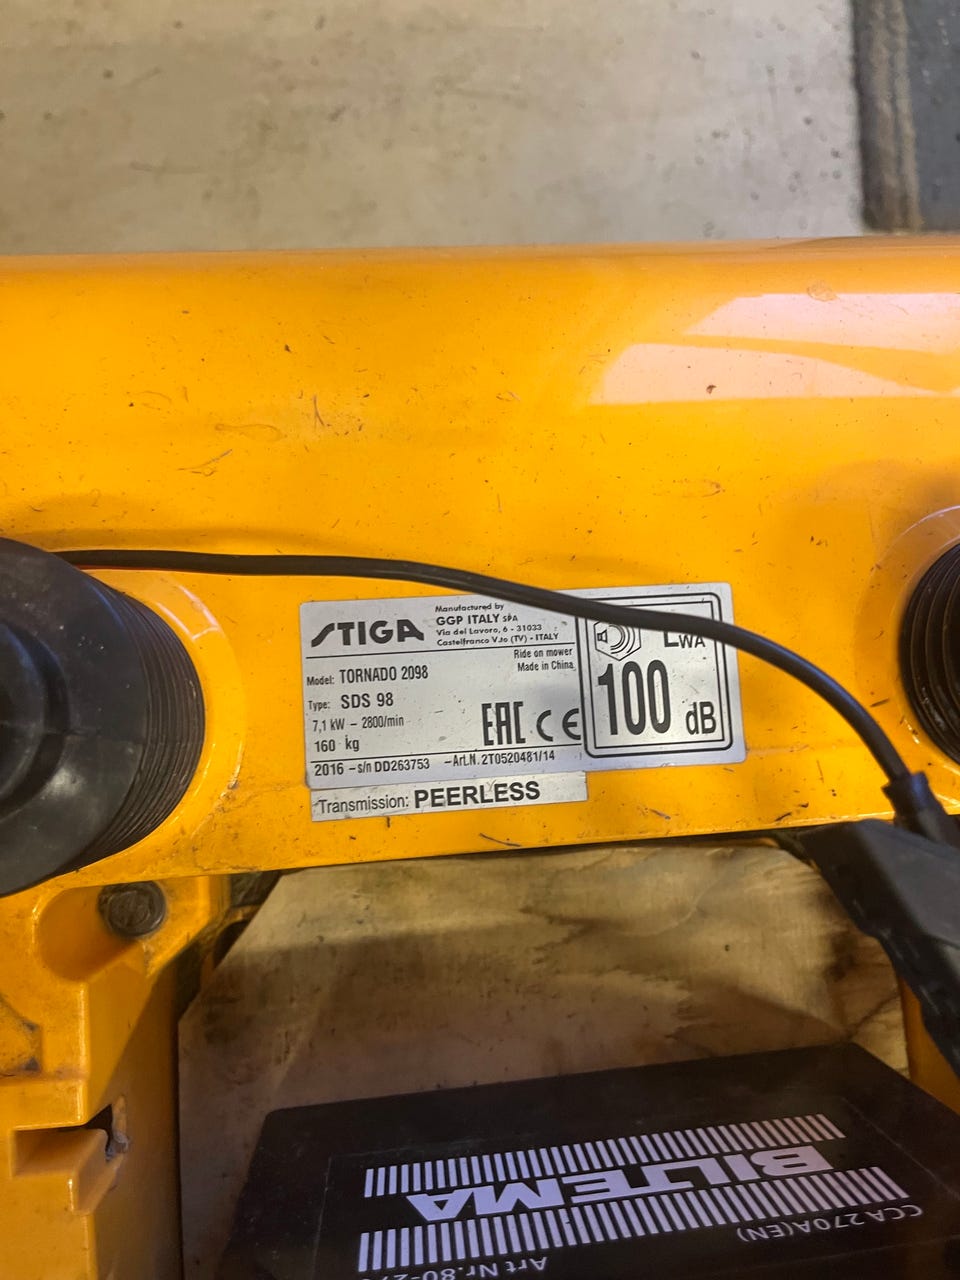 STIGA
Manufactured by
GGP ITALY SPA
Via del Lavoro, 6 - 31033
Castelfranco V.to (TV) - ITALY
Ride on mower
Made in China
Model: TORNADO 2098
Type: SDS 98
7,1 kW - 2800/min
160 kg
EAC CE
2016 - s/n DD263753 - Art.N. 2T0520481/14
LWA
100 dB
Transmission: PEERLESS
BILTEMA
CCA 270A(EN)
Art Nr.